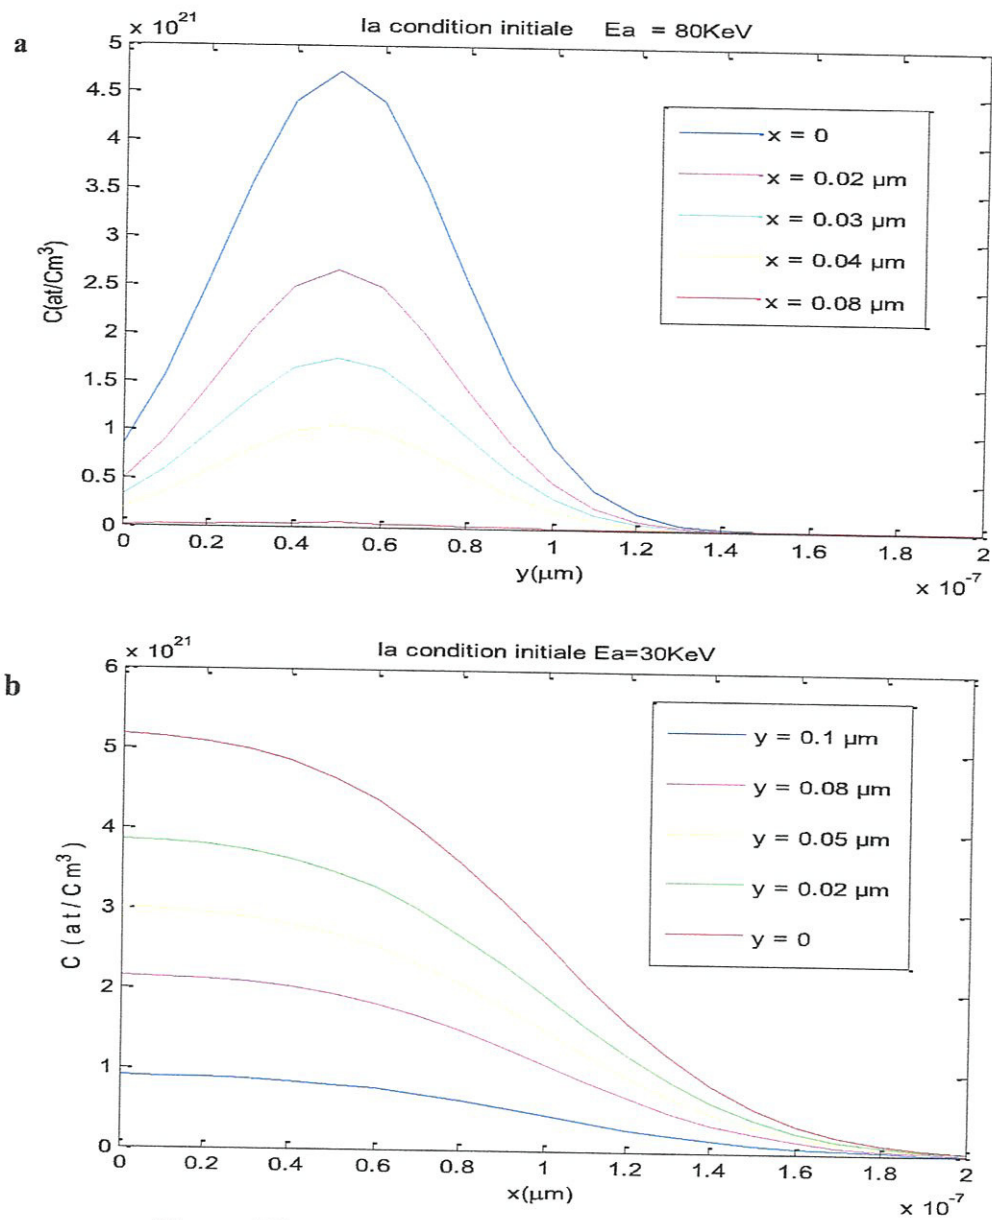 a
× 10^21
la condition initiale Ea = 80KeV
5
4.5
4
3.5
3
2.5
2
1.5
1
0.5
0
C(at/Cm³)
x = 0
x = 0.02 µm
x = 0.03 µm
x = 0.04 µm
x = 0.08 µm
0 0.2 0.4 0.6 0.8 1 1.2 1.4 1.6 1.8 2
y(µm)
× 10^-7
b
× 10^21
la condition initiale Ea=30KeV
6
5
4
3
2
1
0
C (at/Cm³)
y = 0.1 µm
y = 0.08 µm
y = 0.05 µm
y = 0.02 µm
y = 0
0 0.2 0.4 0.6 0.8 1 1.2 1.4 1.6 1.8 2
x(µm)
× 10^-7